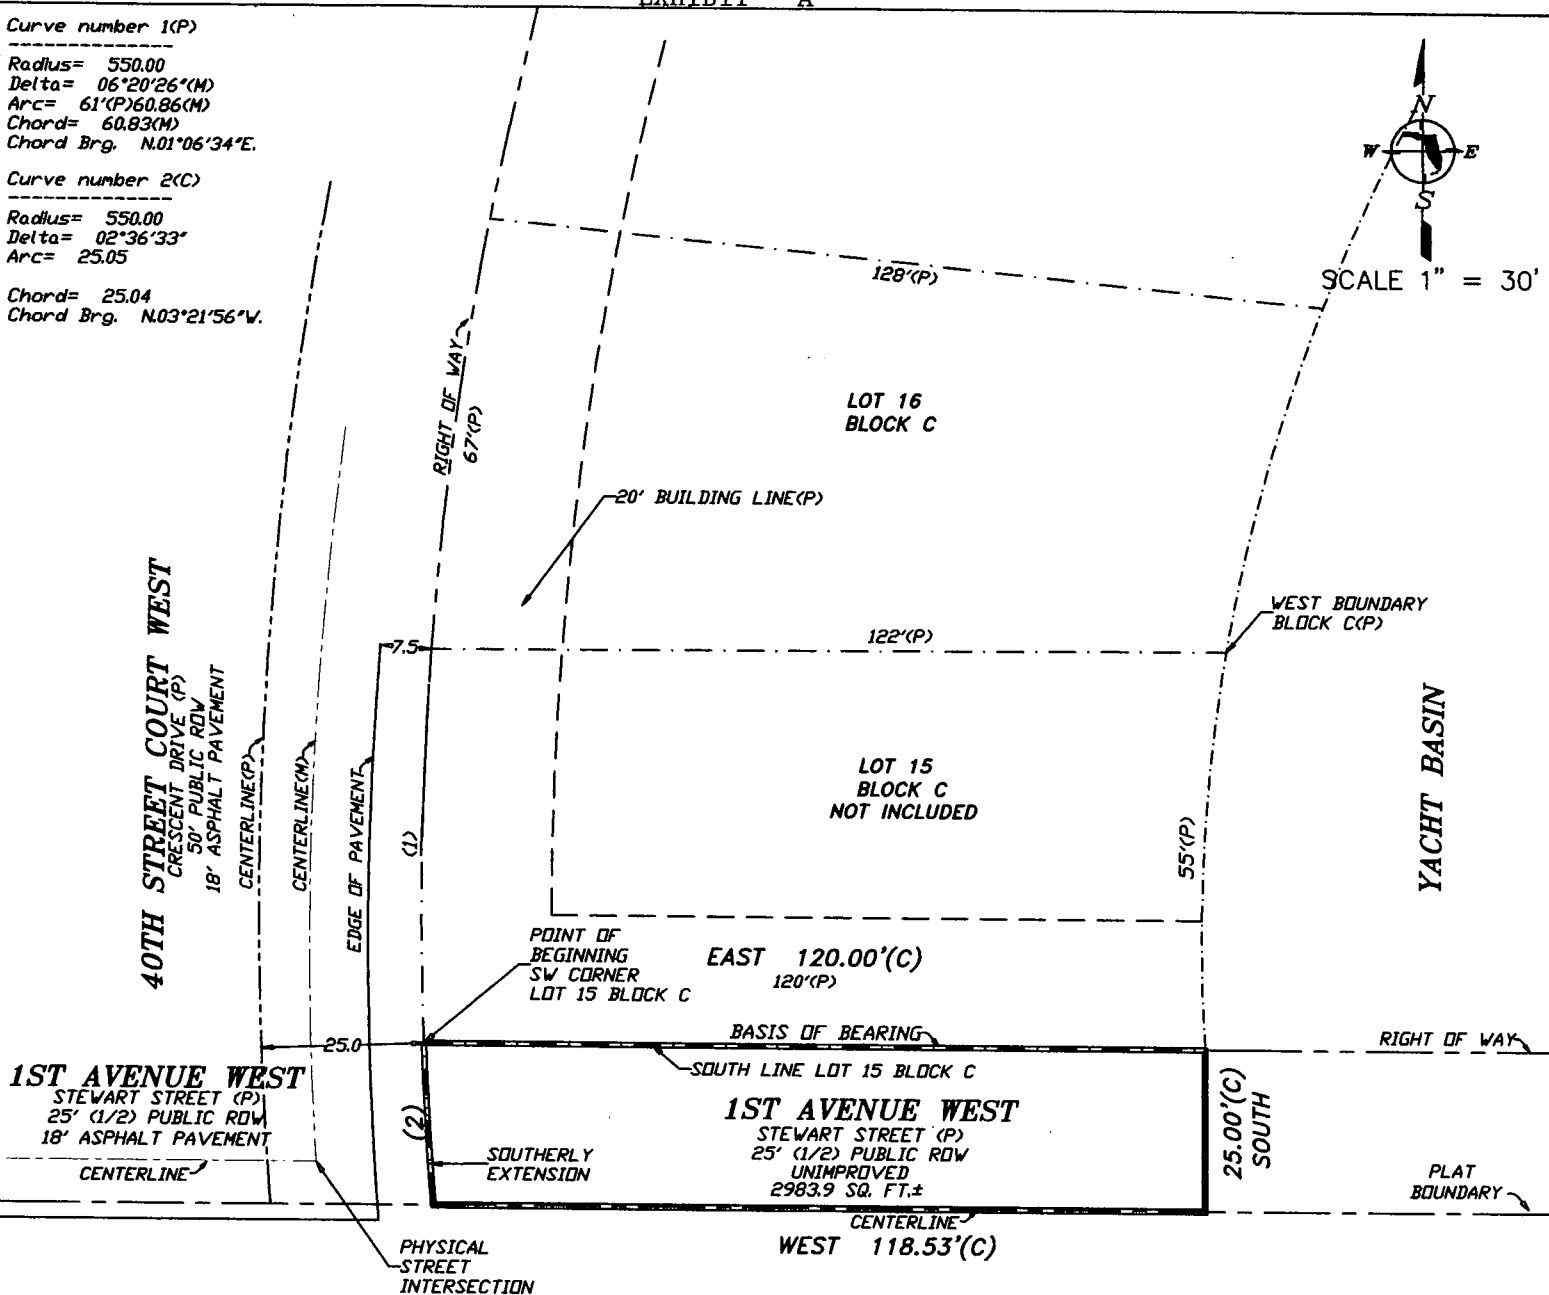 EXHIBIT "A"
Curve number 1(P)
Radius= 550.00
Delta= 06°20'26"(M)
Arc= 61'(P)60.86(M)
Chord= 60.83(M)
Chord Brg. N.01°06'34"E.
Curve number 2(C)
Radius= 550.00
Delta= 02°36'33"
Arc= 25.05
Chord= 25.04
Chord Brg. N.03°21'56"W.
N
W
E
S
SCALE 1" = 30'
128'(P)
RIGHT OF WAY
67'(P)
LOT 16
BLOCK C
20' BUILDING LINE(P)
WEST BOUNDARY
BLOCK C(P)
122'(P)
7.5
40TH STREET COURT WEST
CRESCENT DRIVE (P)
50' PUBLIC ROW
18' ASPHALT PAVEMENT
CENTERLINE(P)
CENTERLINE(M)
EDGE OF PAVEMENT
(1)
LOT 15
BLOCK C
NOT INCLUDED
55'(P)
YACHT BASIN
POINT OF
BEGINNING
SW CORNER
LOT 15 BLOCK C
EAST 120.00'(C)
120'(P)
BASIS OF BEARING
25.0
RIGHT OF WAY
SOUTH LINE LOT 15 BLOCK C
1ST AVENUE WEST
STEWART STREET (P)
25' (1/2) PUBLIC ROW
18' ASPHALT PAVEMENT
CENTERLINE
(2)
SOUTHERLY
EXTENSION
1ST AVENUE WEST
STEWART STREET (P)
25' (1/2) PUBLIC ROW
UNIMPROVED
2983.9 SQ. FT.±
25.00'(C)
SOUTH
PLAT
BOUNDARY
CENTERLINE
WEST 118.53'(C)
PHYSICAL
STREET
INTERSECTION